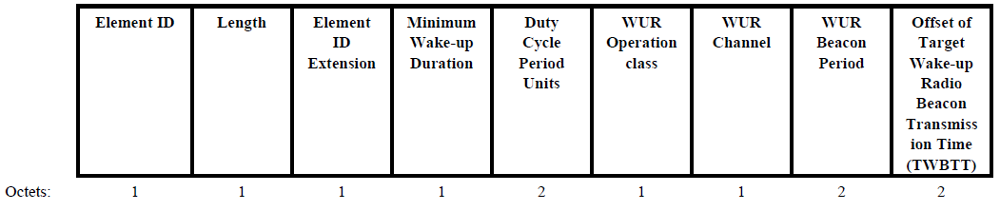 Element ID
Length
Element
ID
Extension
Minimum
Wake-up
Duration
Duty
Cycle
Period
Units
WUR
Operation
class
WUR
Channel
WUR
Beacon
Period
Offset of
Target
Wake-up
Radio
Beacon
Transmiss
ion Time
(TWBTT)
Octets: 1 1 1 1 2 1 1 2 2